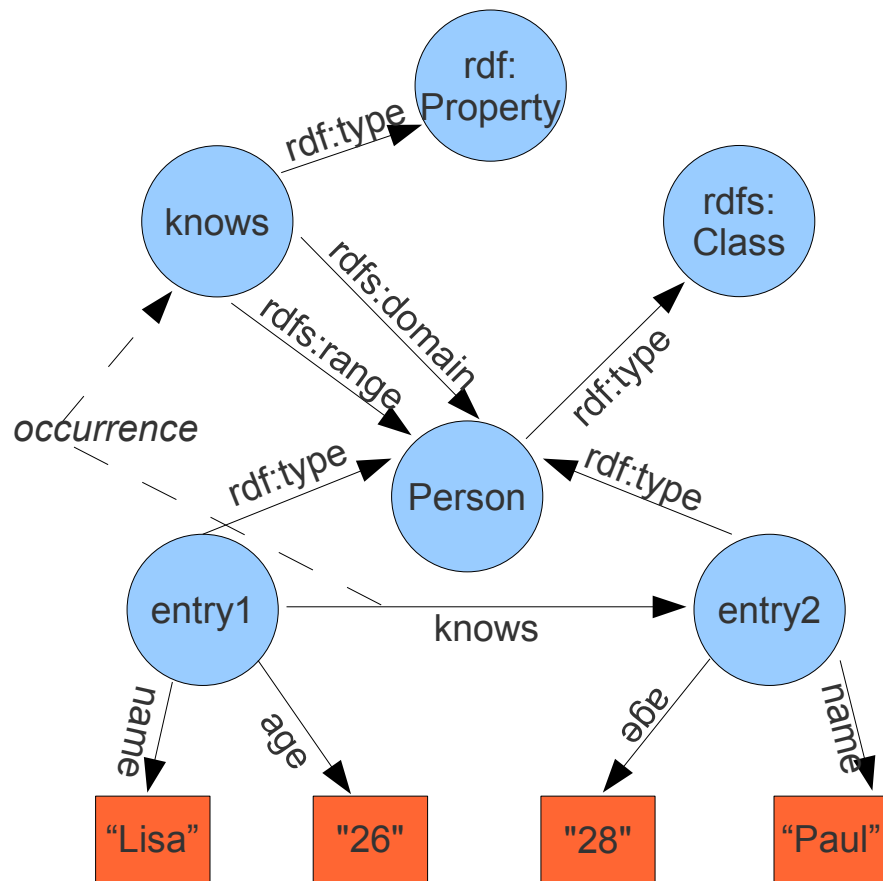 rdf:
Property
rdf:type
knows
rdfs:
Class
rdfs:domain
rdfs:range
rdf:type
occurrence
rdf:type
Person
rdf:type
entry1
knows
entry2
name
age
age
name
“Lisa”
"26"
"28"
“Paul”